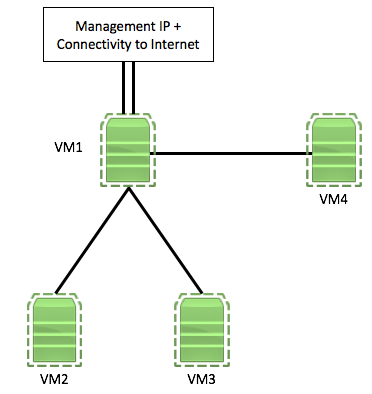 Management IP +
Connectivity to Internet
VM1
VM4
VM2
VM3